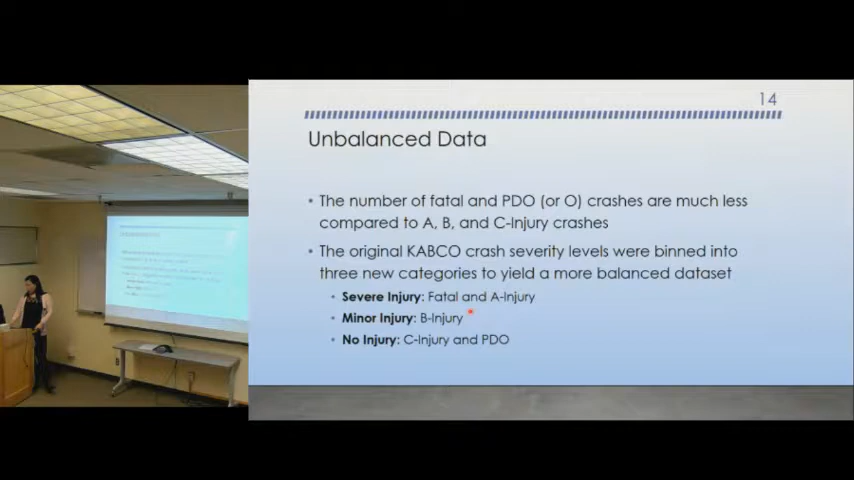 14
Unbalanced Data
• The number of fatal and PDO (or O) crashes are much less
compared to A, B, and C-Injury crashes
• The original KABCO crash severity levels were binned into
three new categories to yield a more balanced dataset
• Severe Injury: Fatal and A-Injury
• Minor Injury: B-Injury
• No Injury: C-Injury and PDO